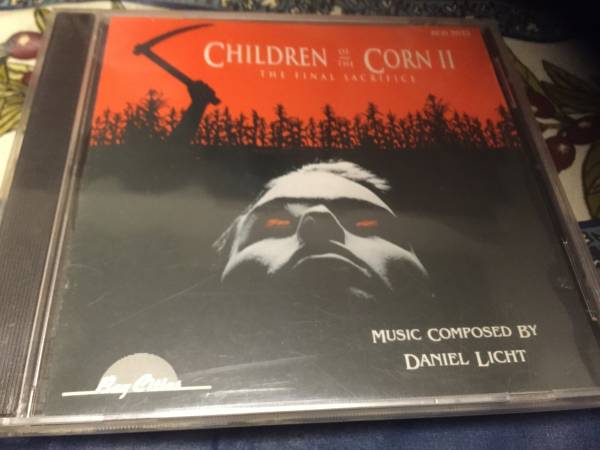 CHILDREN OF THE CORN II
THE FINAL SACRIFICE
MUSIC COMPOSED BY
DANIEL LICHT
Bay Cities